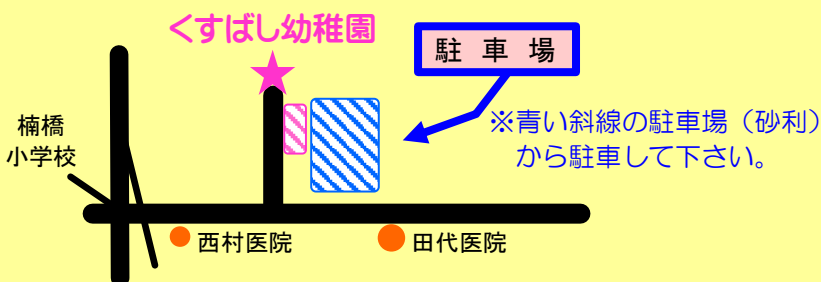 くすばし幼稚園
駐 車 場
※青い斜線の駐車場（砂利）
から駐車して下さい。
楠橋
小学校
西村医院
田代医院